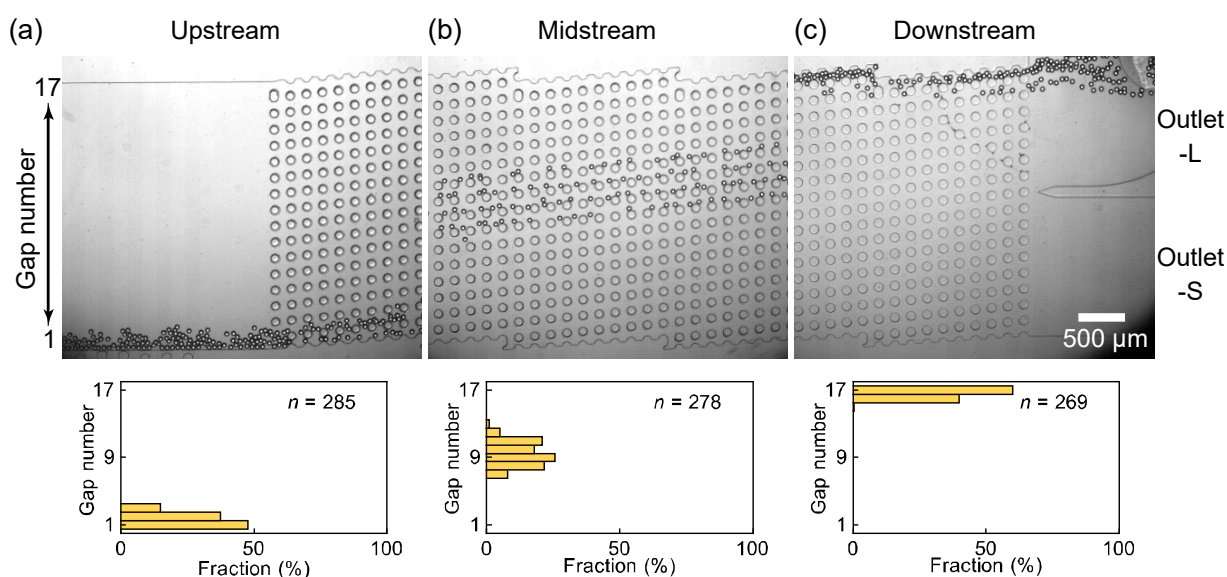 (a) Upstream
(b) Midstream
(c) Downstream
17
Gap number
1
Outlet
-L
Outlet
-S
500 µm
17
9
1
Gap number
n = 285
0 50 100
Fraction (%)
17
9
1
Gap number
n = 278
0 50 100
Fraction (%)
17
9
1
Gap number
n = 269
0 50 100
Fraction (%)